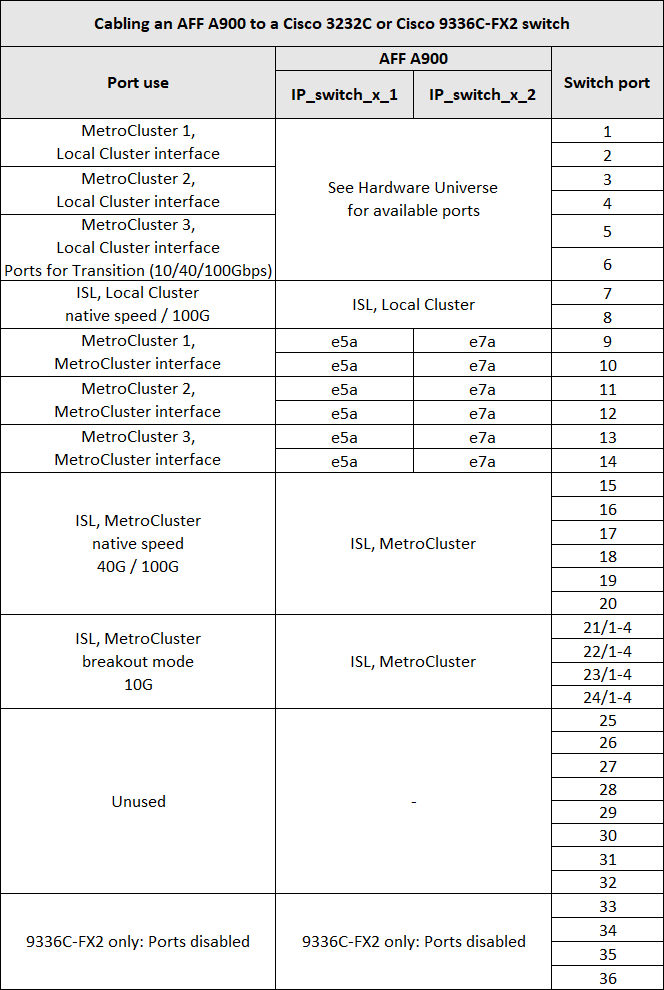 Cabling an AFF A900 to a Cisco 3232C or Cisco 9336C-FX2 switch
Port use
AFF A900
Switch port
IP_switch_x_1
IP_switch_x_2
MetroCluster 1,
Local Cluster interface
See Hardware Universe
for available ports
1
2
MetroCluster 2,
Local Cluster interface
3
4
MetroCluster 3,
Local Cluster interface
Ports for Transition (10/40/100Gbps)
5
6
ISL, Local Cluster
native speed / 100G
ISL, Local Cluster
7
8
MetroCluster 1,
MetroCluster interface
e5a
e7a
9
e5a
e7a
10
MetroCluster 2,
MetroCluster interface
e5a
e7a
11
e5a
e7a
12
MetroCluster 3,
MetroCluster interface
e5a
e7a
13
e5a
e7a
14
ISL, MetroCluster
native speed
40G / 100G
ISL, MetroCluster
15
16
17
18
19
20
ISL, MetroCluster
breakout mode
10G
ISL, MetroCluster
21/1-4
22/1-4
23/1-4
24/1-4
Unused
-
25
26
27
28
29
30
31
32
9336C-FX2 only: Ports disabled
9336C-FX2 only: Ports disabled
33
34
35
36